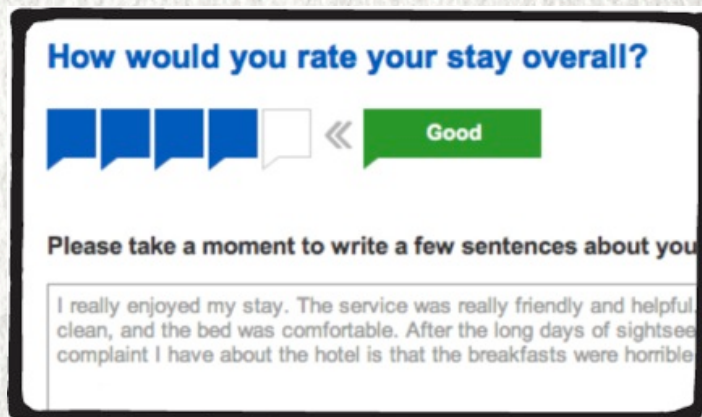 How would you rate your stay overall?
Good
Please take a moment to write a few sentences about you
I really enjoyed my stay. The service was really friendly and helpful.
clean, and the bed was comfortable. After the long days of sightsee
complaint I have about the hotel is that the breakfasts were horrible